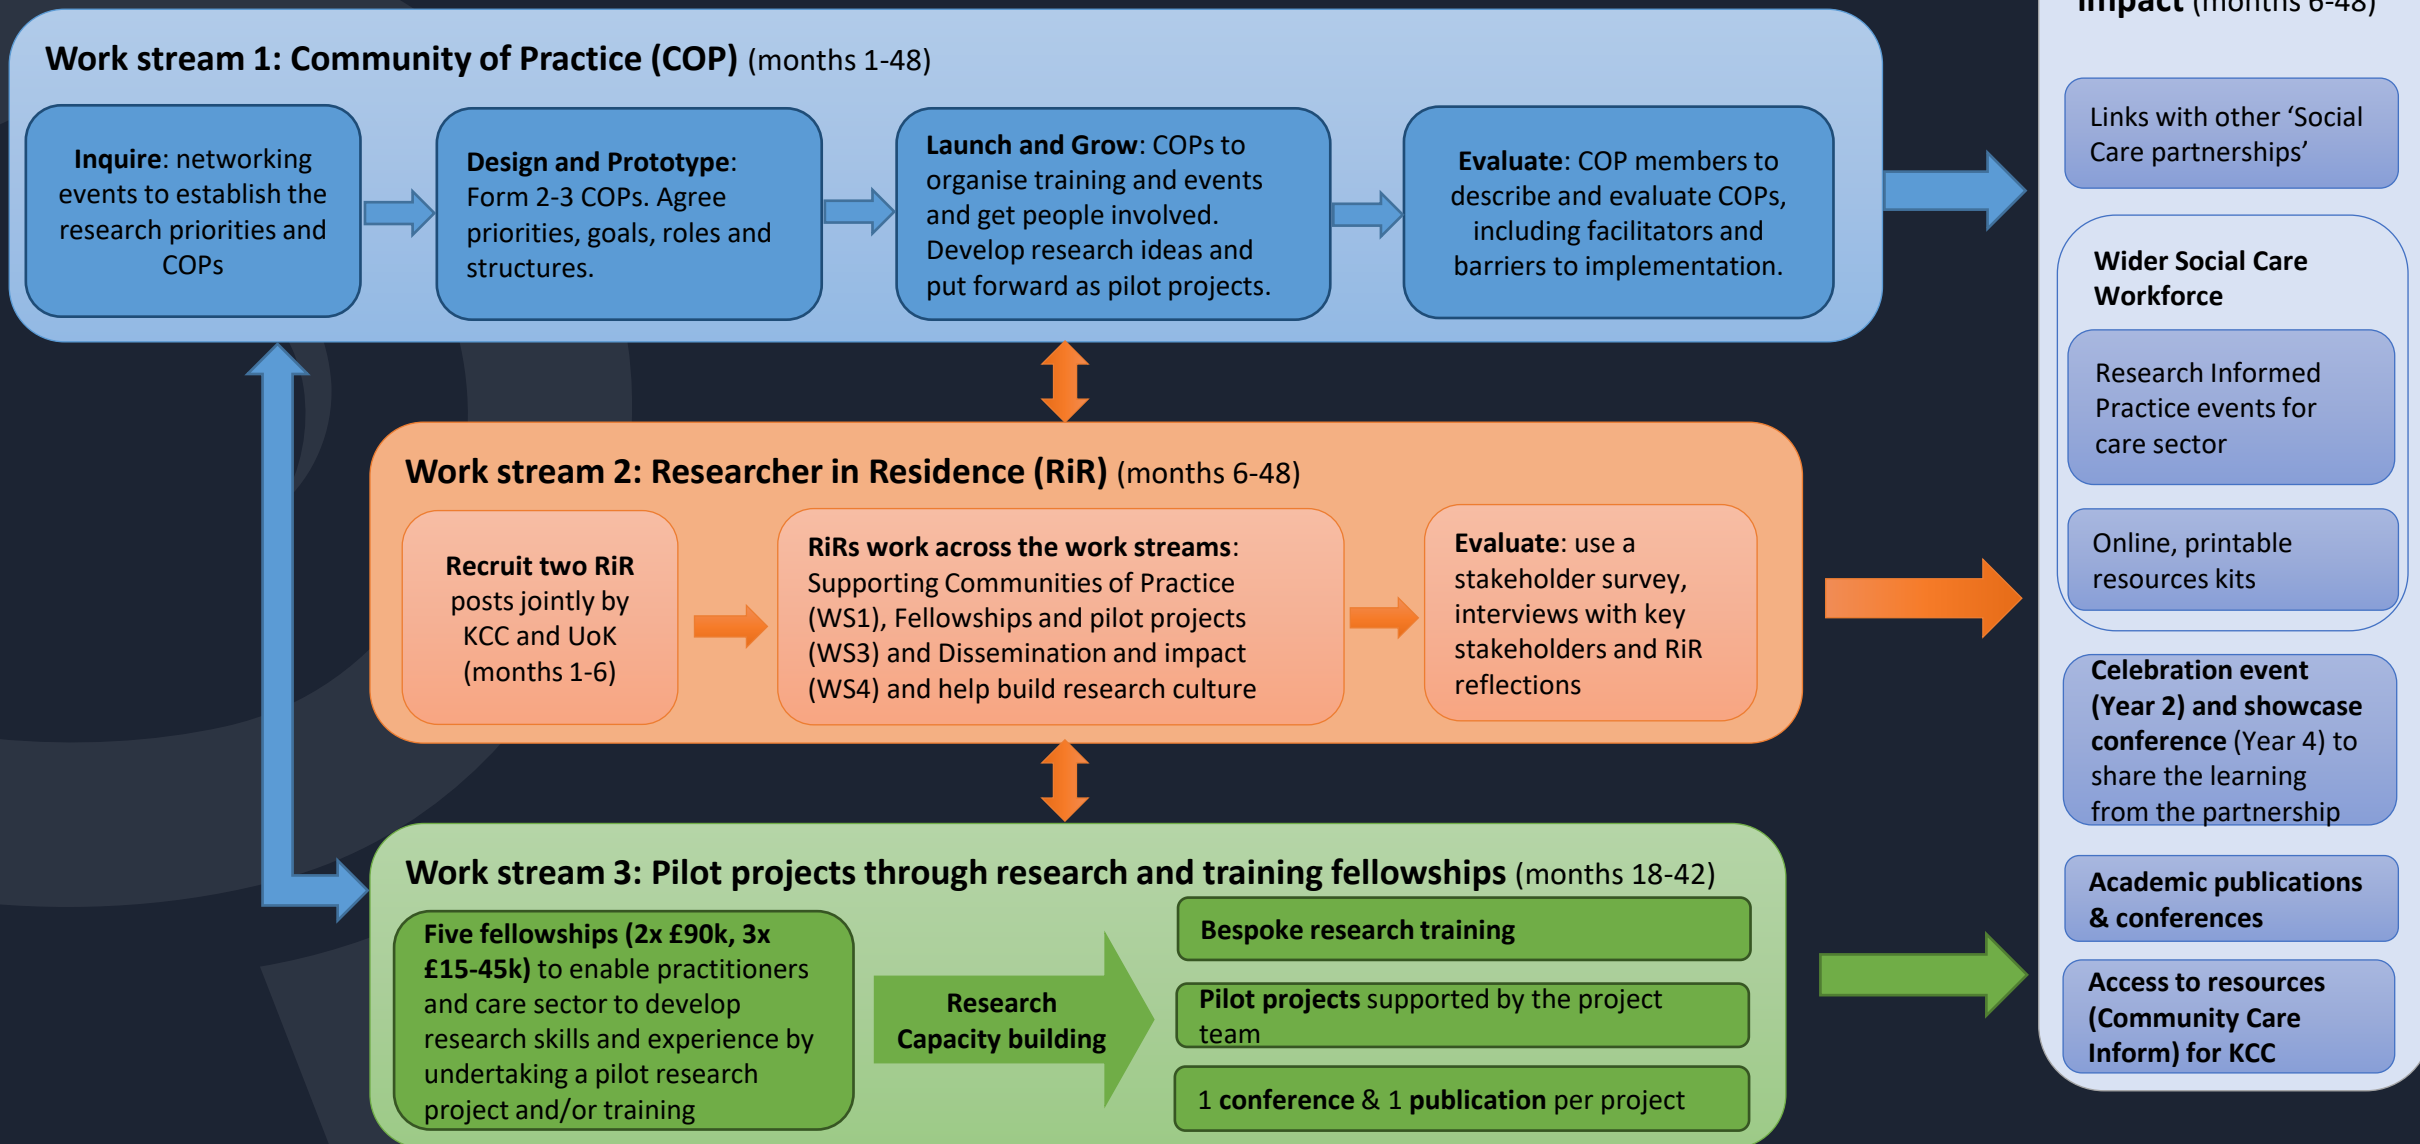 Work stream 1: Community of Practice (COP) (months 1-48)
Inquire: networking
events to establish the
research priorities and
COPs
Design and Prototype:
Form 2-3 COPs. Agree
priorities, goals, roles and
structures.
Launch and Grow: COPs to
organise training and events
and get people involved.
Develop research ideas and
put forward as pilot projects.
Evaluate: COP members to
describe and evaluate COPs,
including facilitators and
barriers to implementation.
Work stream 2: Researcher in Residence (RiR) (months 6-48)
Recruit two RiR
posts jointly by
KCC and UoK
(months 1-6)
RiRs work across the work streams:
Supporting Communities of Practice
(WS1), Fellowships and pilot projects
(WS3) and Dissemination and impact
(WS4) and help build research culture
Evaluate: use a
stakeholder survey,
interviews with key
stakeholders and RiR
reflections
Work stream 3: Pilot projects through research and training fellowships (months 18-42)
Five fellowships (2x £90k, 3x
£15-45k) to enable practitioners
and care sector to develop
research skills and experience by
undertaking a pilot research
project and/or training
Research
Capacity building
Bespoke research training
Pilot projects supported by the project
team
1 conference & 1 publication per project
impact (months 6-48)
Links with other ‘Social
Care partnerships’
Wider Social Care
Workforce
Research Informed
Practice events for
care sector
Online, printable
resources kits
Celebration event
(Year 2) and showcase
conference (Year 4) to
share the learning
from the partnership
Academic publications
& conferences
Access to resources
(Community Care
Inform) for KCC